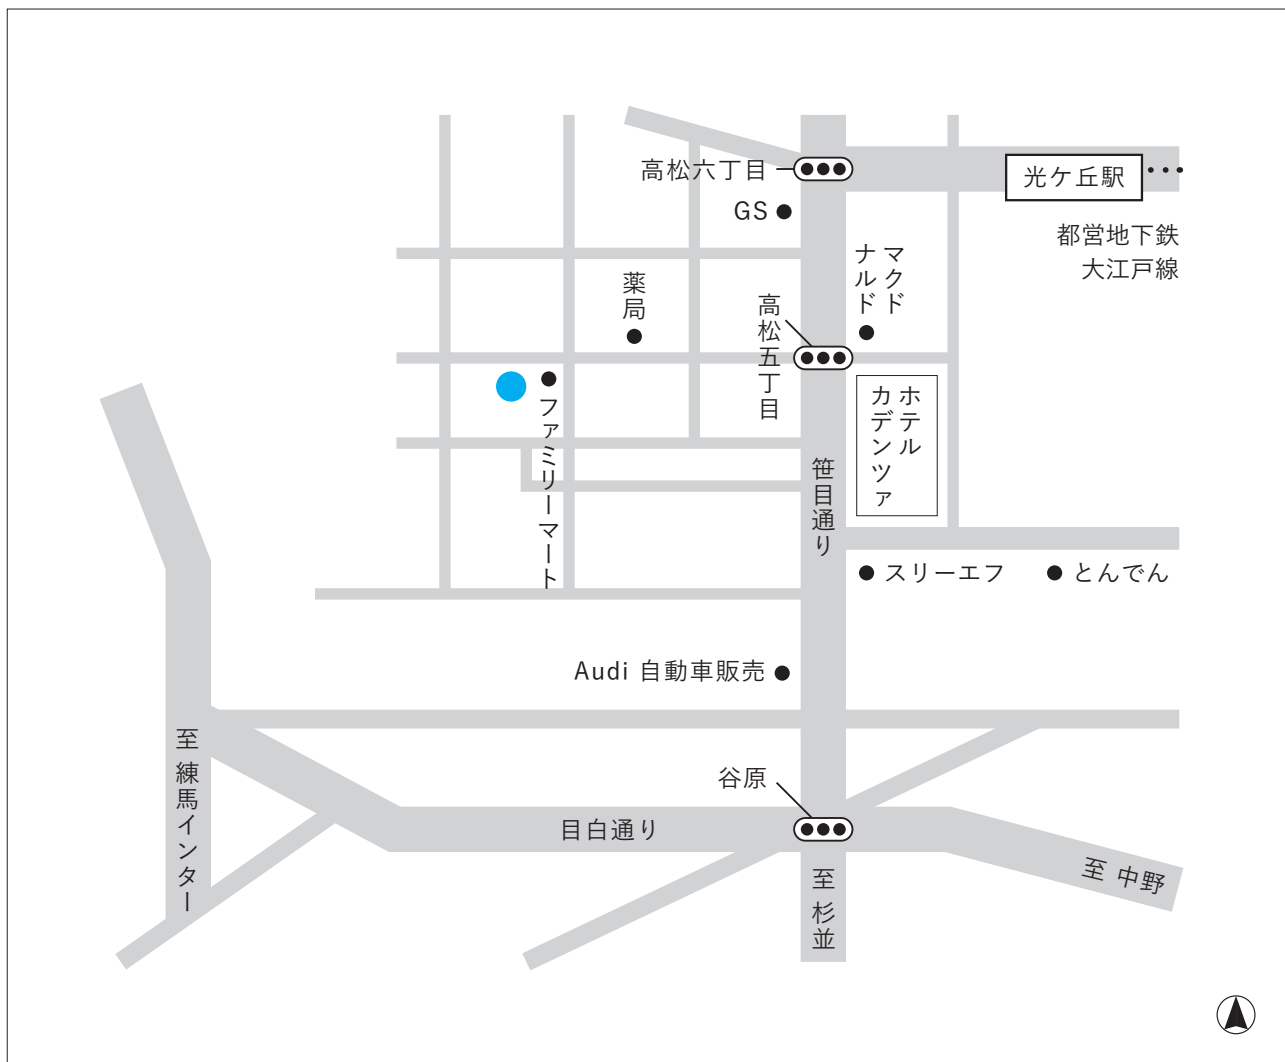 高松六丁目
光ケ丘駅
GS
都営地下鉄
大江戸線
マクド
ナルド
薬局
高松五丁目
ファミリーマート
ホテル
カデンツァ
笹目通り
スリーエフ
とんでん
Audi 自動車販売
至 練馬インター
谷原
目白通り
至 中野
至 杉並